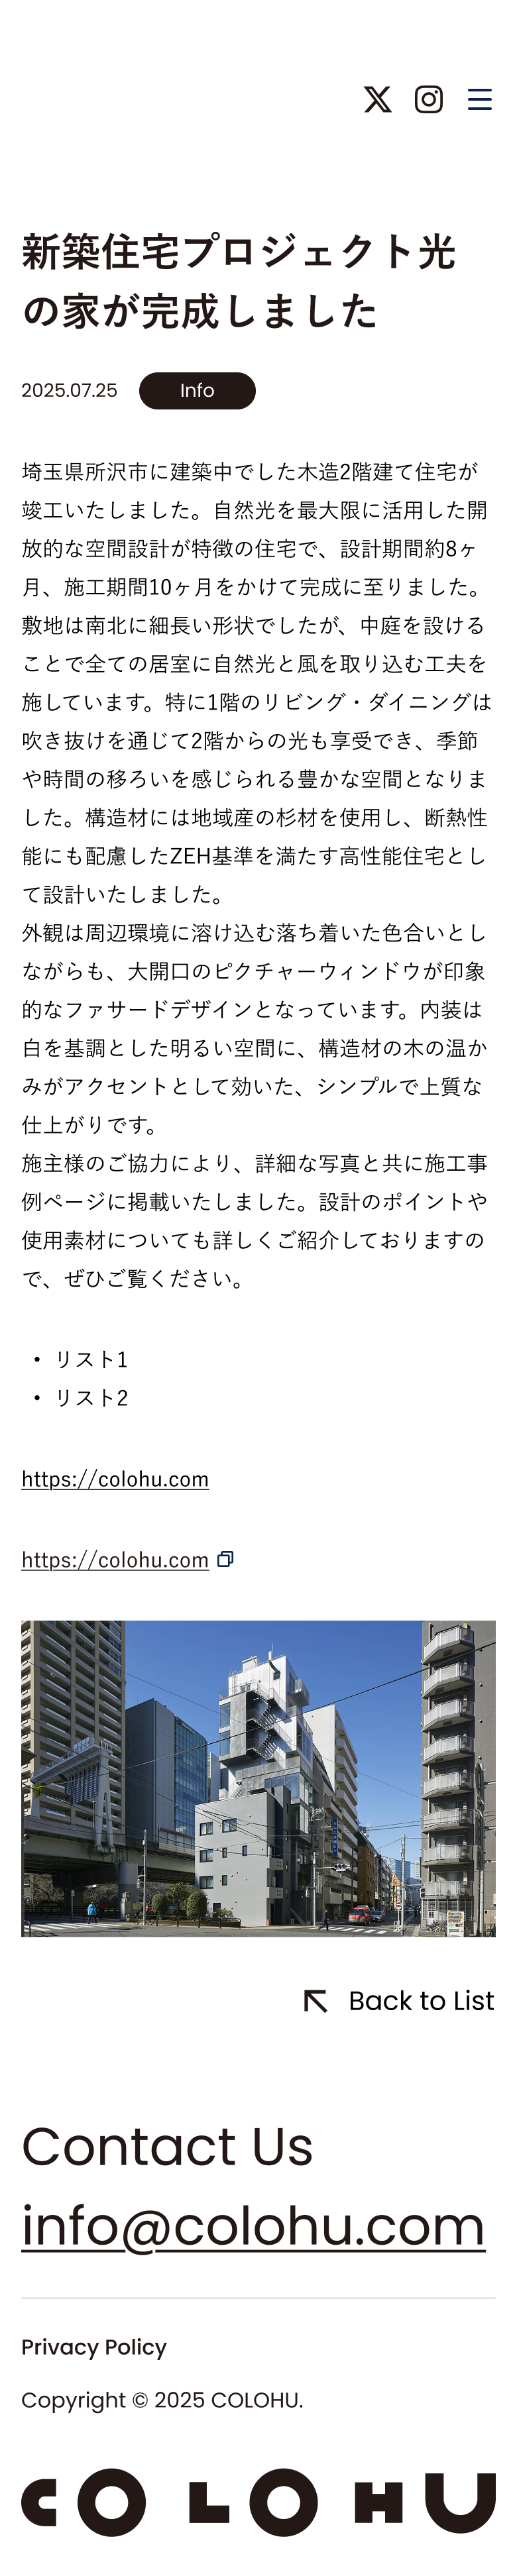 新築住宅プロジェクト光
の家が完成しました
2025.07.25 Info
埼玉県所沢市に建築中でした木造2階建て住宅が
竣工いたしました。自然光を最大限に活用した開
放的な空間設計が特徴の住宅で、設計期間約8ヶ
月、施工期間10ヶ月をかけて完成に至りました。
敷地は南北に細長い形状でしたが、中庭を設ける
ことで全ての居室に自然光と風を取り込む工夫を
施しています。特に1階のリビング・ダイニングは
吹き抜けを通じて2階からの光も享受でき、季節
や時間の移ろいを感じられる豊かな空間となりま
した。構造材には地域産の杉材を使用し、断熱性
能にも配慮したZEH基準を満たす高性能住宅とし
て設計いたしました。
外観は周辺環境に溶け込む落ち着いた色合いとし
ながらも、大開口のピクチャーウィンドウが印象
的なファサードデザインとなっています。内装は
白を基調とした明るい空間に、構造材の木の温か
みがアクセントとして効いた、シンプルで上質な
仕上がりです。
施主様のご協力により、詳細な写真と共に施工事
例ページに掲載いたしました。設計のポイントや
使用素材についても詳しくご紹介しておりますの
で、ぜひご覧ください。
• リスト1
• リスト2
https://colohu.com
https://colohu.com
Back to List
Contact Us
info@colohu.com
Privacy Policy
Copyright © 2025 COLOHU.
COLOHU